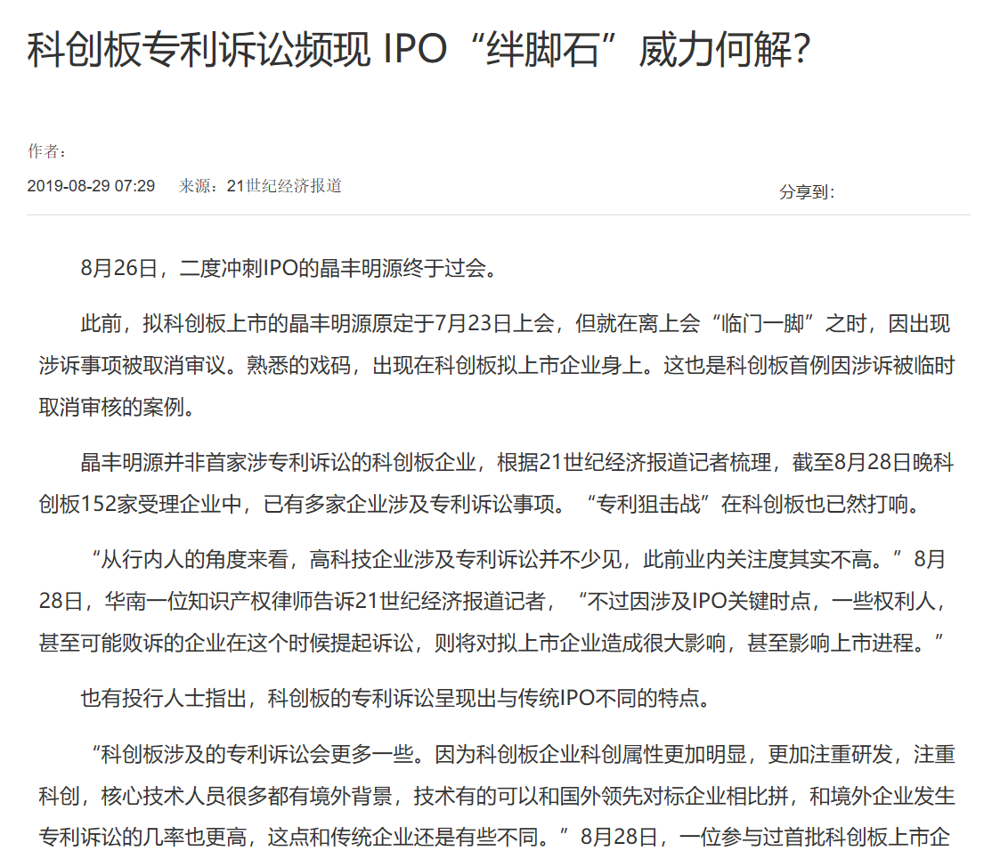 科创板专利诉讼频现 IPO“绊脚石”威力何解？
作者：
2019-08-29 07:29 来源：21世纪经济报道
分享到：
8月26日，二度冲刺IPO的晶丰明源终于过会。
此前，拟科创板上市的晶丰明源原定于7月23日上会，但就在离上会“临门一脚”之时，因出现
涉诉事项被取消审议。熟悉的戏码，出现在科创板拟上市企业身上。这也是科创板首例因涉诉被临时
取消审核的案例。
晶丰明源并非首家涉专利诉讼的科创板企业，根据21世纪经济报道记者梳理，截至8月28日晚科
创板152家受理企业中，已有多家企业涉及专利诉讼事项。“专利狙击战”在科创板也已然打响。
“从行内人的角度来看，高科技企业涉及专利诉讼并不少见，此前业内关注度其实不高。”8月
28日，华南一位知识产权律师告诉21世纪经济报道记者，“不过因涉及IPO关键时点，一些权利人，
甚至可能败诉的企业在这个时候提起诉讼，则将对拟上市企业造成很大影响，甚至影响上市进程。”
也有投行人士指出，科创板的专利诉讼呈现出与传统IPO不同的特点。
“科创板涉及的专利诉讼会更多一些。因为科创板企业科创属性更加明显，更加注重研发，注重
科创，核心技术人员很多都有境外背景，技术有的可以和国外领先对标企业相比拼，和境外企业发生
专利诉讼的几率也更高，这点和传统企业还是有些不同。”8月28日，一位参与过首批科创板上市企